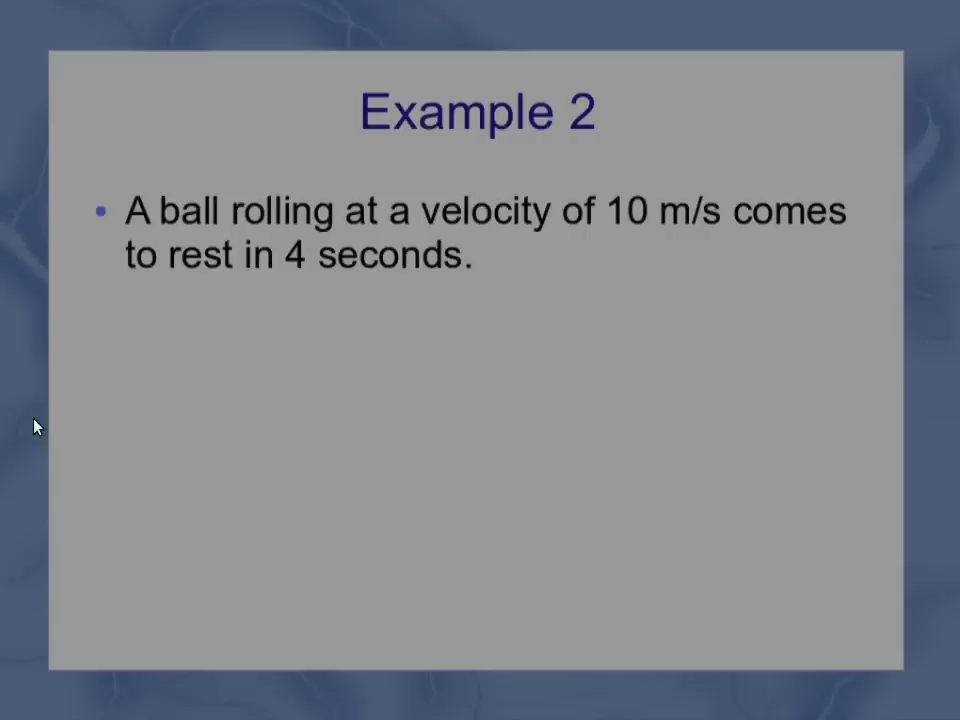 Example 2
• A ball rolling at a velocity of 10 m/s comes
to rest in 4 seconds.